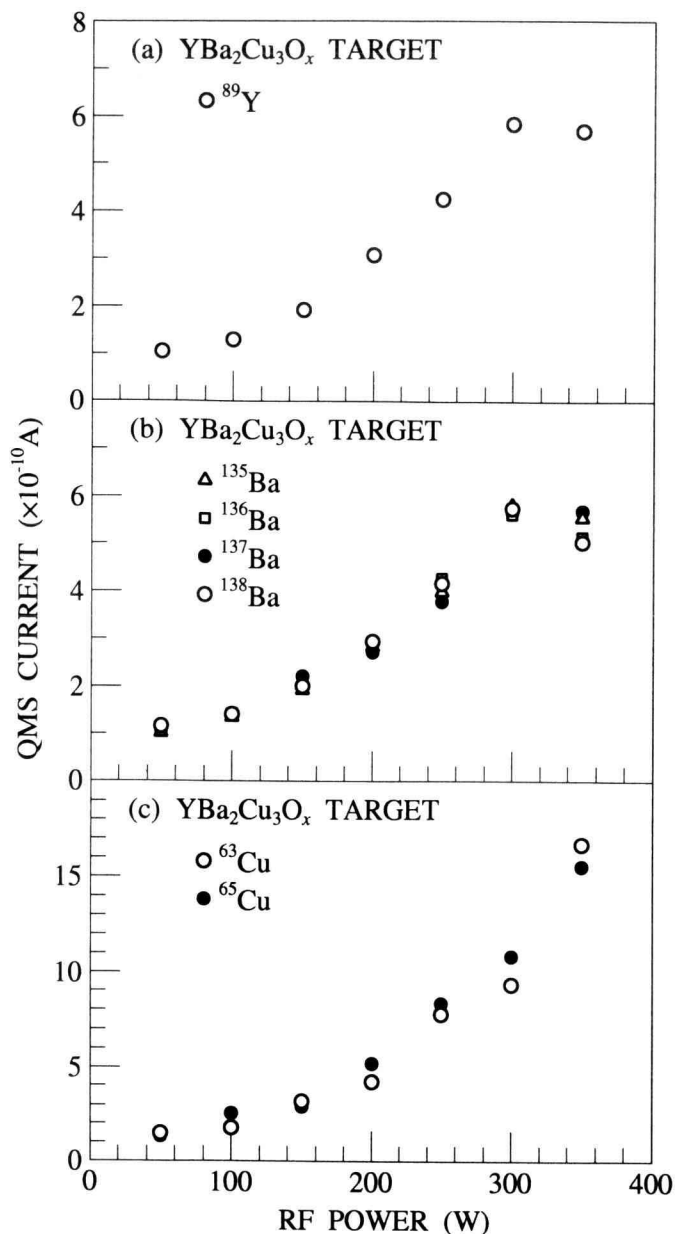 8
(a) YBa₂Cu₃Oₓ TARGET
⁸⁹Y
6
4
2
0
(b) YBa₂Cu₃Oₓ TARGET
¹³⁵Ba
6
¹³⁶Ba
¹³⁷Ba
4
¹³⁸Ba
2
0
QMS CURRENT (×10⁻¹⁰A)
(c) YBa₂Cu₃Oₓ TARGET
⁶³Cu
15
⁶⁵Cu
10
5
0
0 100 200 300 400
RF POWER (W)